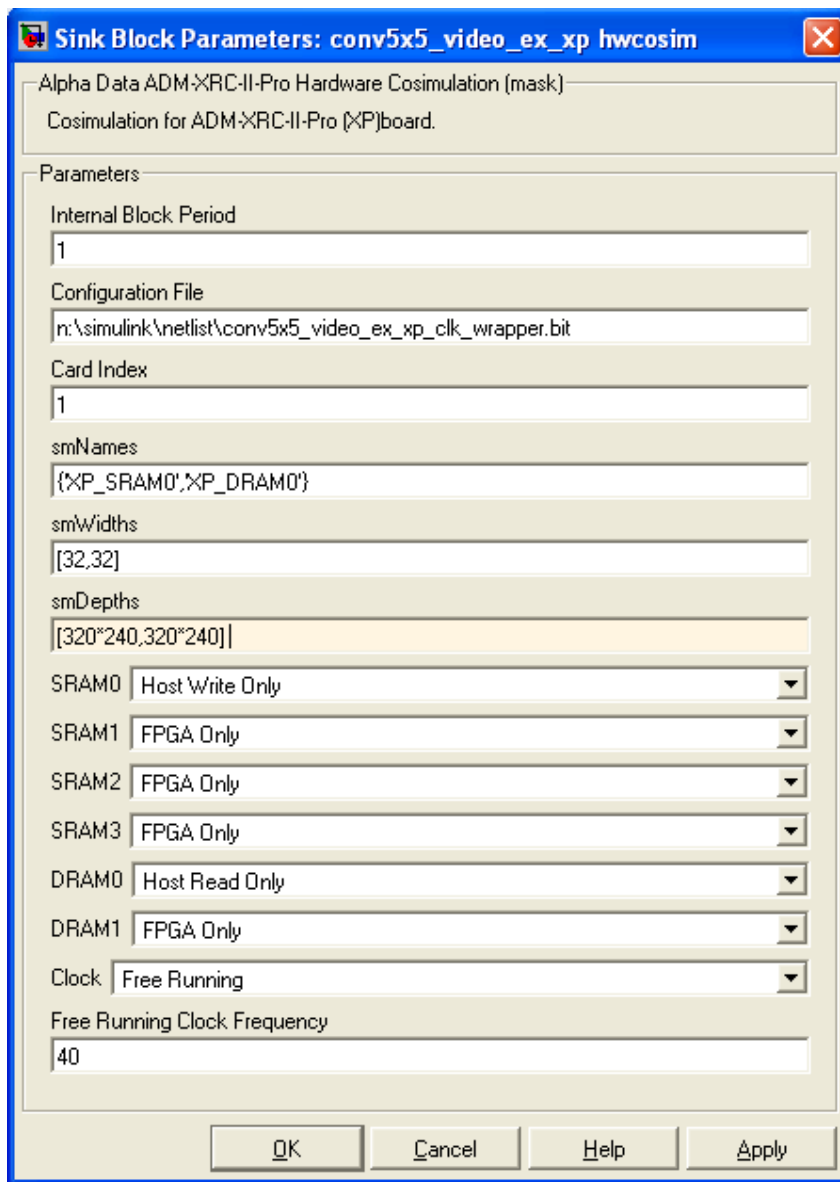 Sink Block Parameters: conv5x5_video_ex_xp hwcosim
Alpha Data ADM-XRC-II-Pro Hardware Cosimulation (mask)
Cosimulation for ADM-XRC-II-Pro (XP)board.
Parameters
Internal Block Period
1
Configuration File
n:\simulink\netlist\conv5x5_video_ex_xp_clk_wrapper.bit
Card Index
1
smNames
{'XP_SRAM0','XP_DRAM0'}
smWidths
[32,32]
smDepths
[320*240,320*240]
SRAM0 Host Write Only
SRAM1 FPGA Only
SRAM2 FPGA Only
SRAM3 FPGA Only
DRAM0 Host Read Only
DRAM1 FPGA Only
Clock Free Running
Free Running Clock Frequency
40
OK Cancel Help Apply